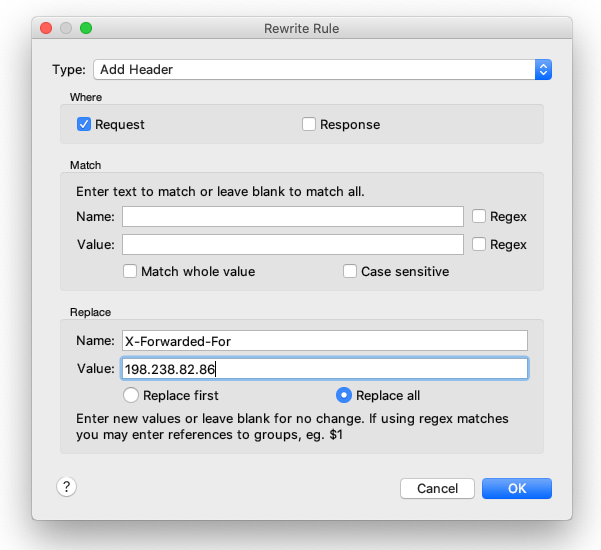 Rewrite Rule
Type: Add Header
Where
Request Response
Match
Enter text to match or leave blank to match all.
Name: Regex
Value: Regex
Match whole value Case sensitive
Replace
Name: X-Forwarded-For
Value: 198.238.82.86
Replace first Replace all
Enter new values or leave blank for no change. If using regex matches
you may enter references to groups, eg. $1
? Cancel OK